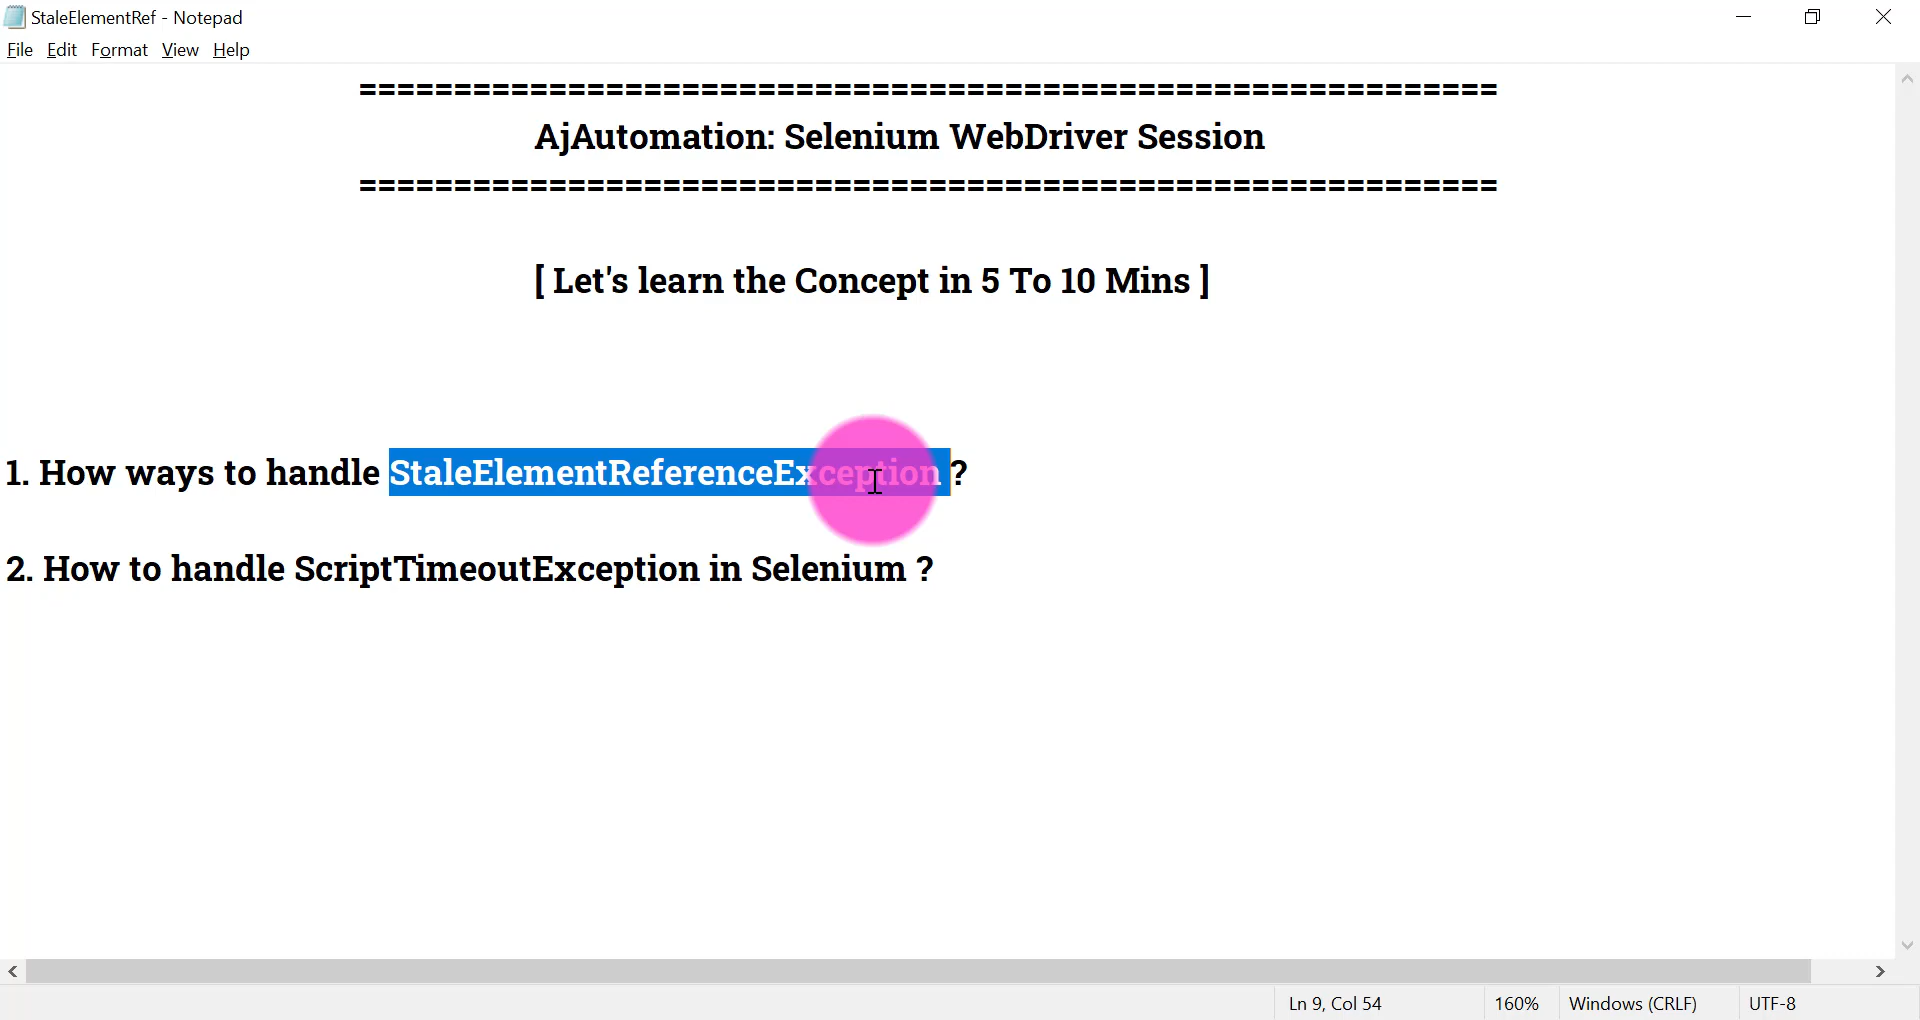 StaleElementRef - Notepad
File Edit Format View Help
===========================================================
AjAutomation: Selenium WebDriver Session
===========================================================
[ Let's learn the Concept in 5 To 10 Mins ]
1. How ways to handle StaleElementReferenceException ?
2. How to handle ScriptTimeoutException in Selenium ?
Ln 9, Col 54 160% Windows (CRLF) UTF-8